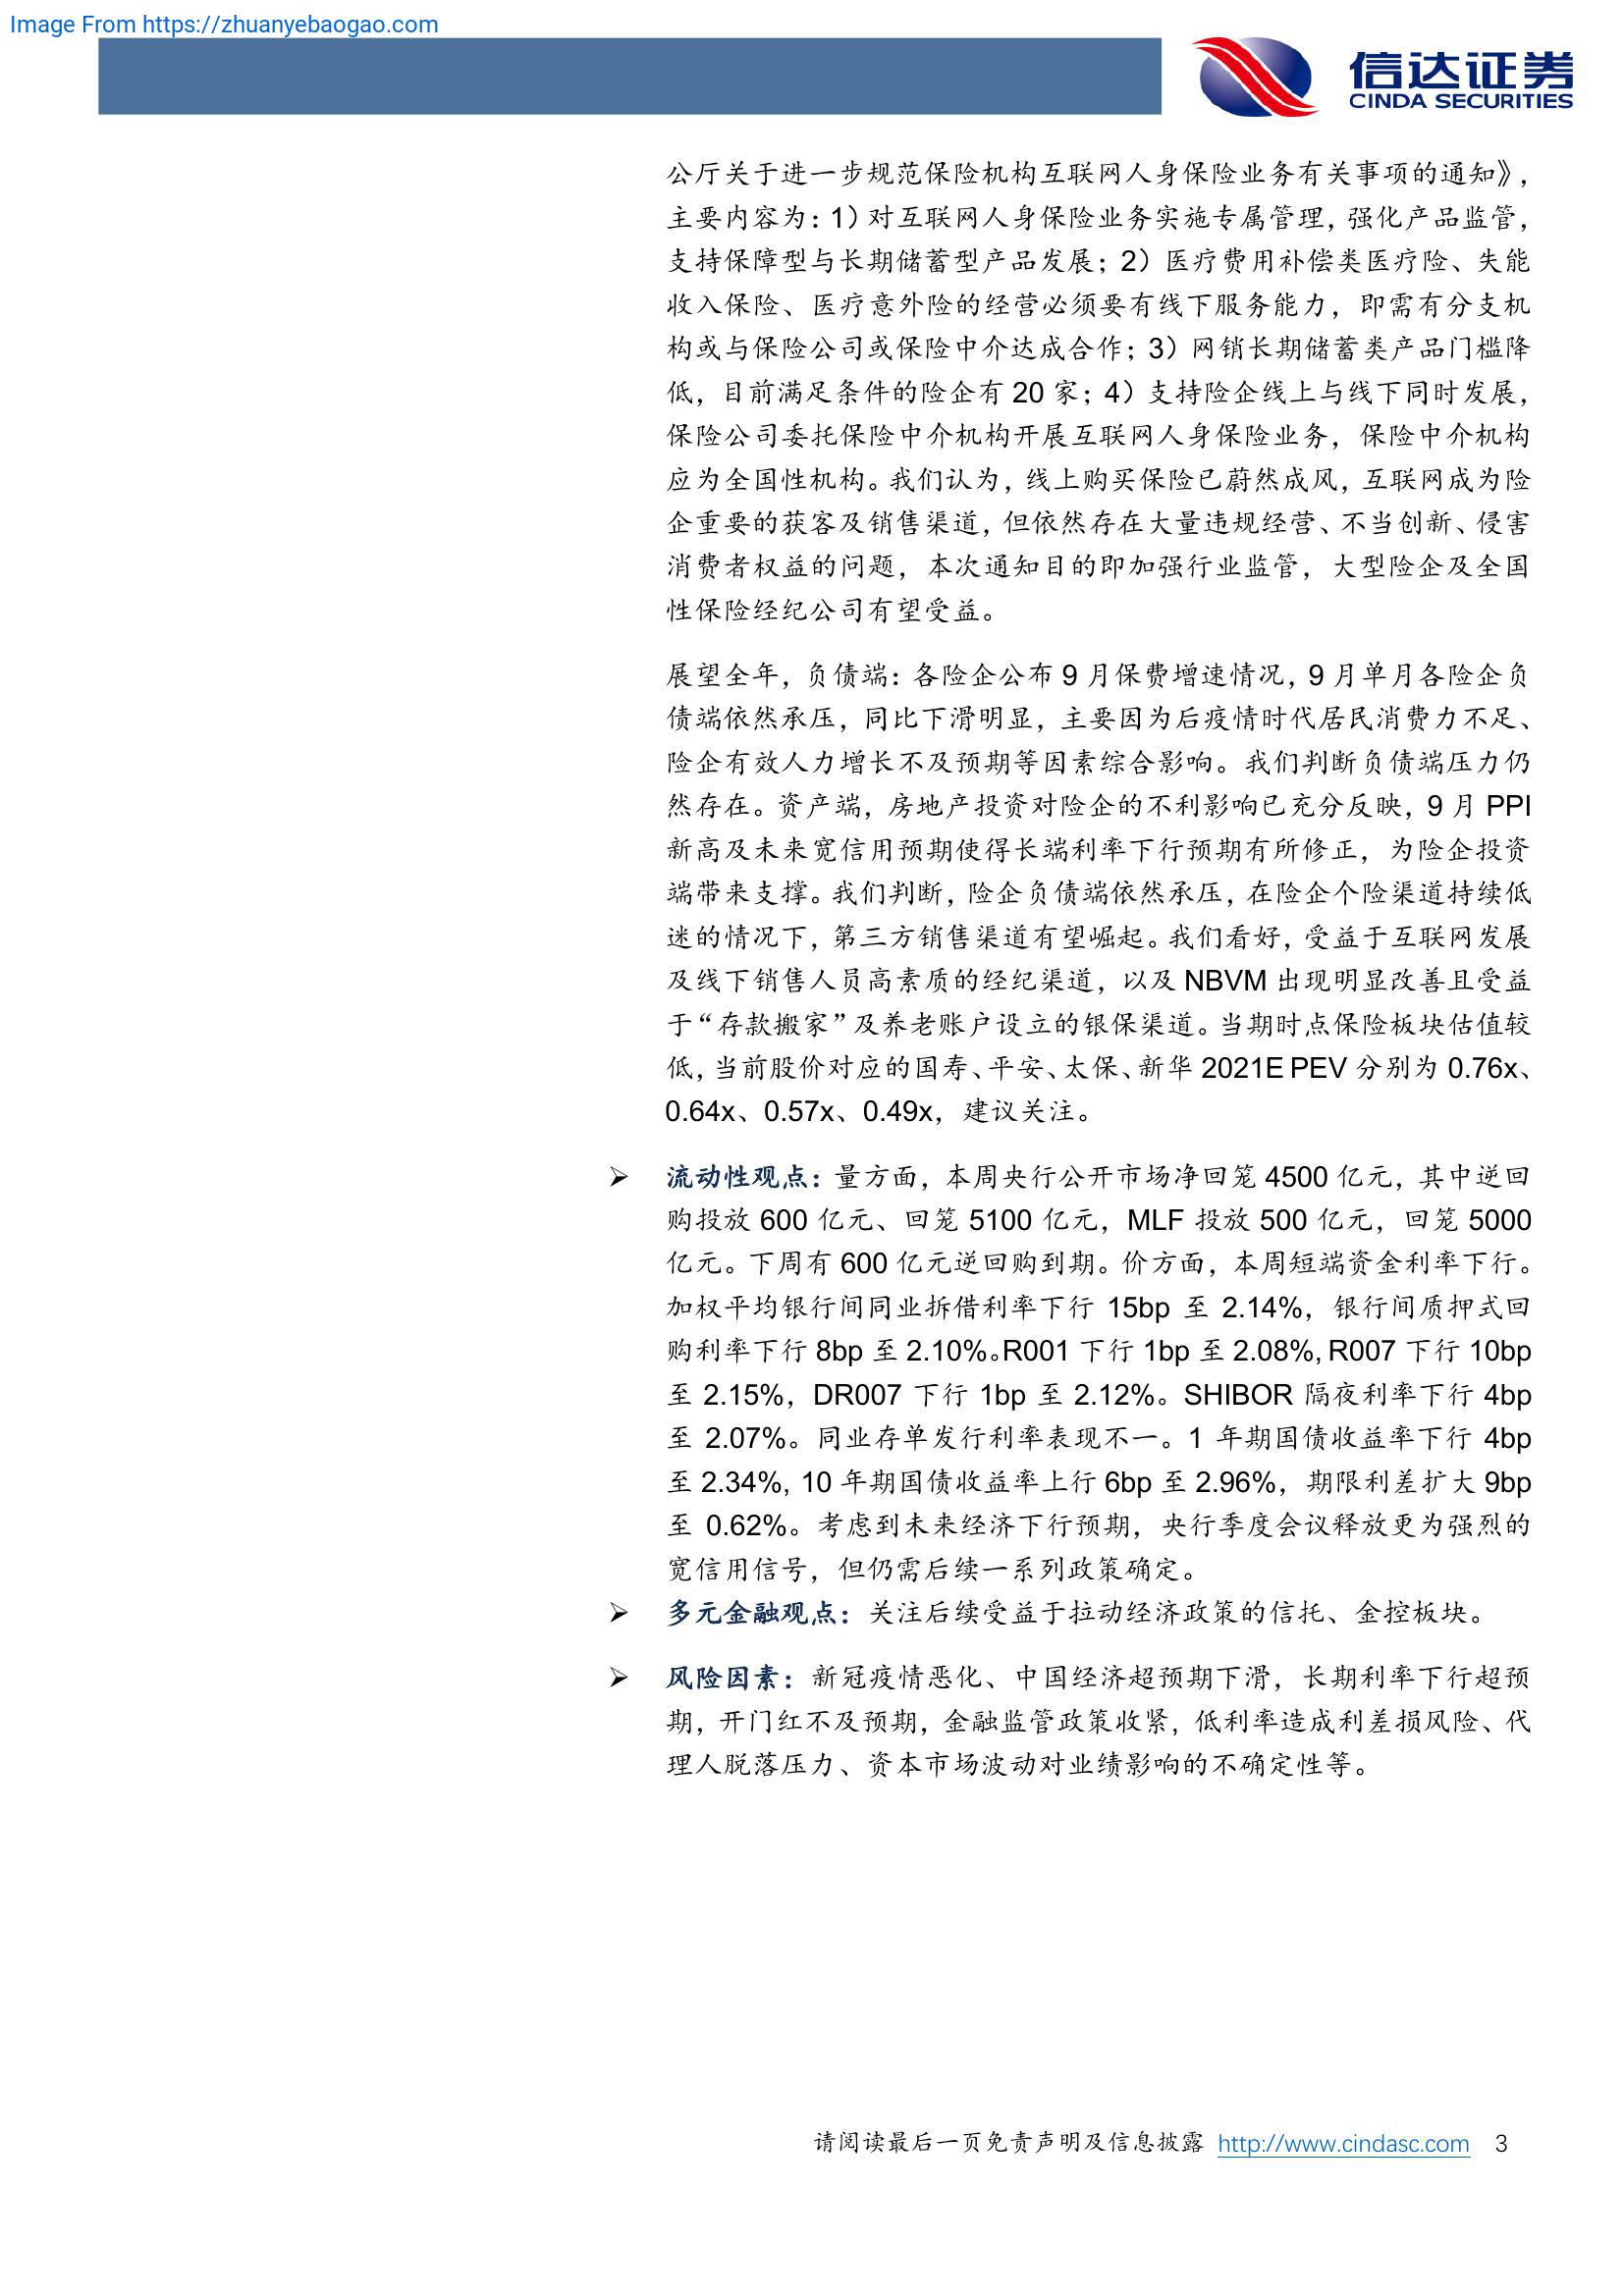 Image From https://zhuanyebaogao.com
信达证券
CINDA SECURITIES
公厅关于进一步规范保险机构互联网人身保险业务有关事项的通知》，
主要内容为：1）对互联网人身保险业务实施专属管理，强化产品监管，
支持保障型与长期储蓄型产品发展；2）医疗费用补偿类医疗险、失能
收入保险、医疗意外险的经营必须要有线下服务能力，即需有分支机
构或与保险公司或保险中介达成合作；3）网销长期储蓄类产品门槛降
低，目前满足条件的险企有 20 家；4）支持险企线上与线下同时发展，
保险公司委托保险中介机构开展互联网人身保险业务，保险中介机构
应为全国性机构。我们认为，线上购买保险已蔚然成风，互联网成为险
企重要的获客及销售渠道，但依然存在大量违规经营、不当创新、侵害
消费者权益的问题，本次通知目的即加强行业监管，大型险企及全国
性保险经纪公司有望受益。
展望全年，负债端：各险企公布 9 月保费增速情况，9 月单月各险企负
债端依然承压，同比下滑明显，主要因为后疫情时代居民消费力不足、
险企有效人力增长不及预期等因素综合影响。我们判断负债端压力仍
然存在。资产端，房地产投资对险企的不利影响已充分反映，9 月 PPI
新高及未来宽信用预期使得长端利率下行预期有所修正，为险企投资
端带来支撑。我们判断，险企负债端依然承压，在险企个险渠道持续低
迷的情况下，第三方销售渠道有望崛起。我们看好，受益于互联网发展
及线下销售人员高素质的经纪渠道，以及 NBVM 出现明显改善且受益
于“存款搬家”及养老账户设立的银保渠道。当期时点保险板块估值较
低，当前股价对应的国寿、平安、太保、新华 2021E PEV 分别为 0.76x、
0.64x、0.57x、0.49x，建议关注。
➢ 流动性观点：量方面，本周央行公开市场净回笼 4500 亿元，其中逆回
购投放 600 亿元、回笼 5100 亿元，MLF 投放 500 亿元，回笼 5000
亿元。下周有 600 亿元逆回购到期。价方面，本周短端资金利率下行。
加权平均银行间同业拆借利率下行 15bp 至 2.14%，银行间质押式回
购利率下行 8bp 至 2.10%。R001 下行 1bp 至 2.08%, R007 下行 10bp
至 2.15%，DR007 下行 1bp 至 2.12%。SHIBOR 隔夜利率下行 4bp
至 2.07%。同业存单发行利率表现不一。1 年期国债收益率下行 4bp
至 2.34%, 10 年期国债收益率上行 6bp 至 2.96%，期限利差扩大 9bp
至 0.62%。考虑到未来经济下行预期，央行季度会议释放更为强烈的
宽信用信号，但仍需后续一系列政策确定。
➢ 多元金融观点：关注后续受益于拉动经济政策的信托、金控板块。
➢ 风险因素：新冠疫情恶化、中国经济超预期下滑，长期利率下行超预
期，开门红不及预期，金融监管政策收紧，低利率造成利差损风险、代
理人脱落压力、资本市场波动对业绩影响的不确定性等。
请阅读最后一页免责声明及信息披露 http://www.cindasc.com 3